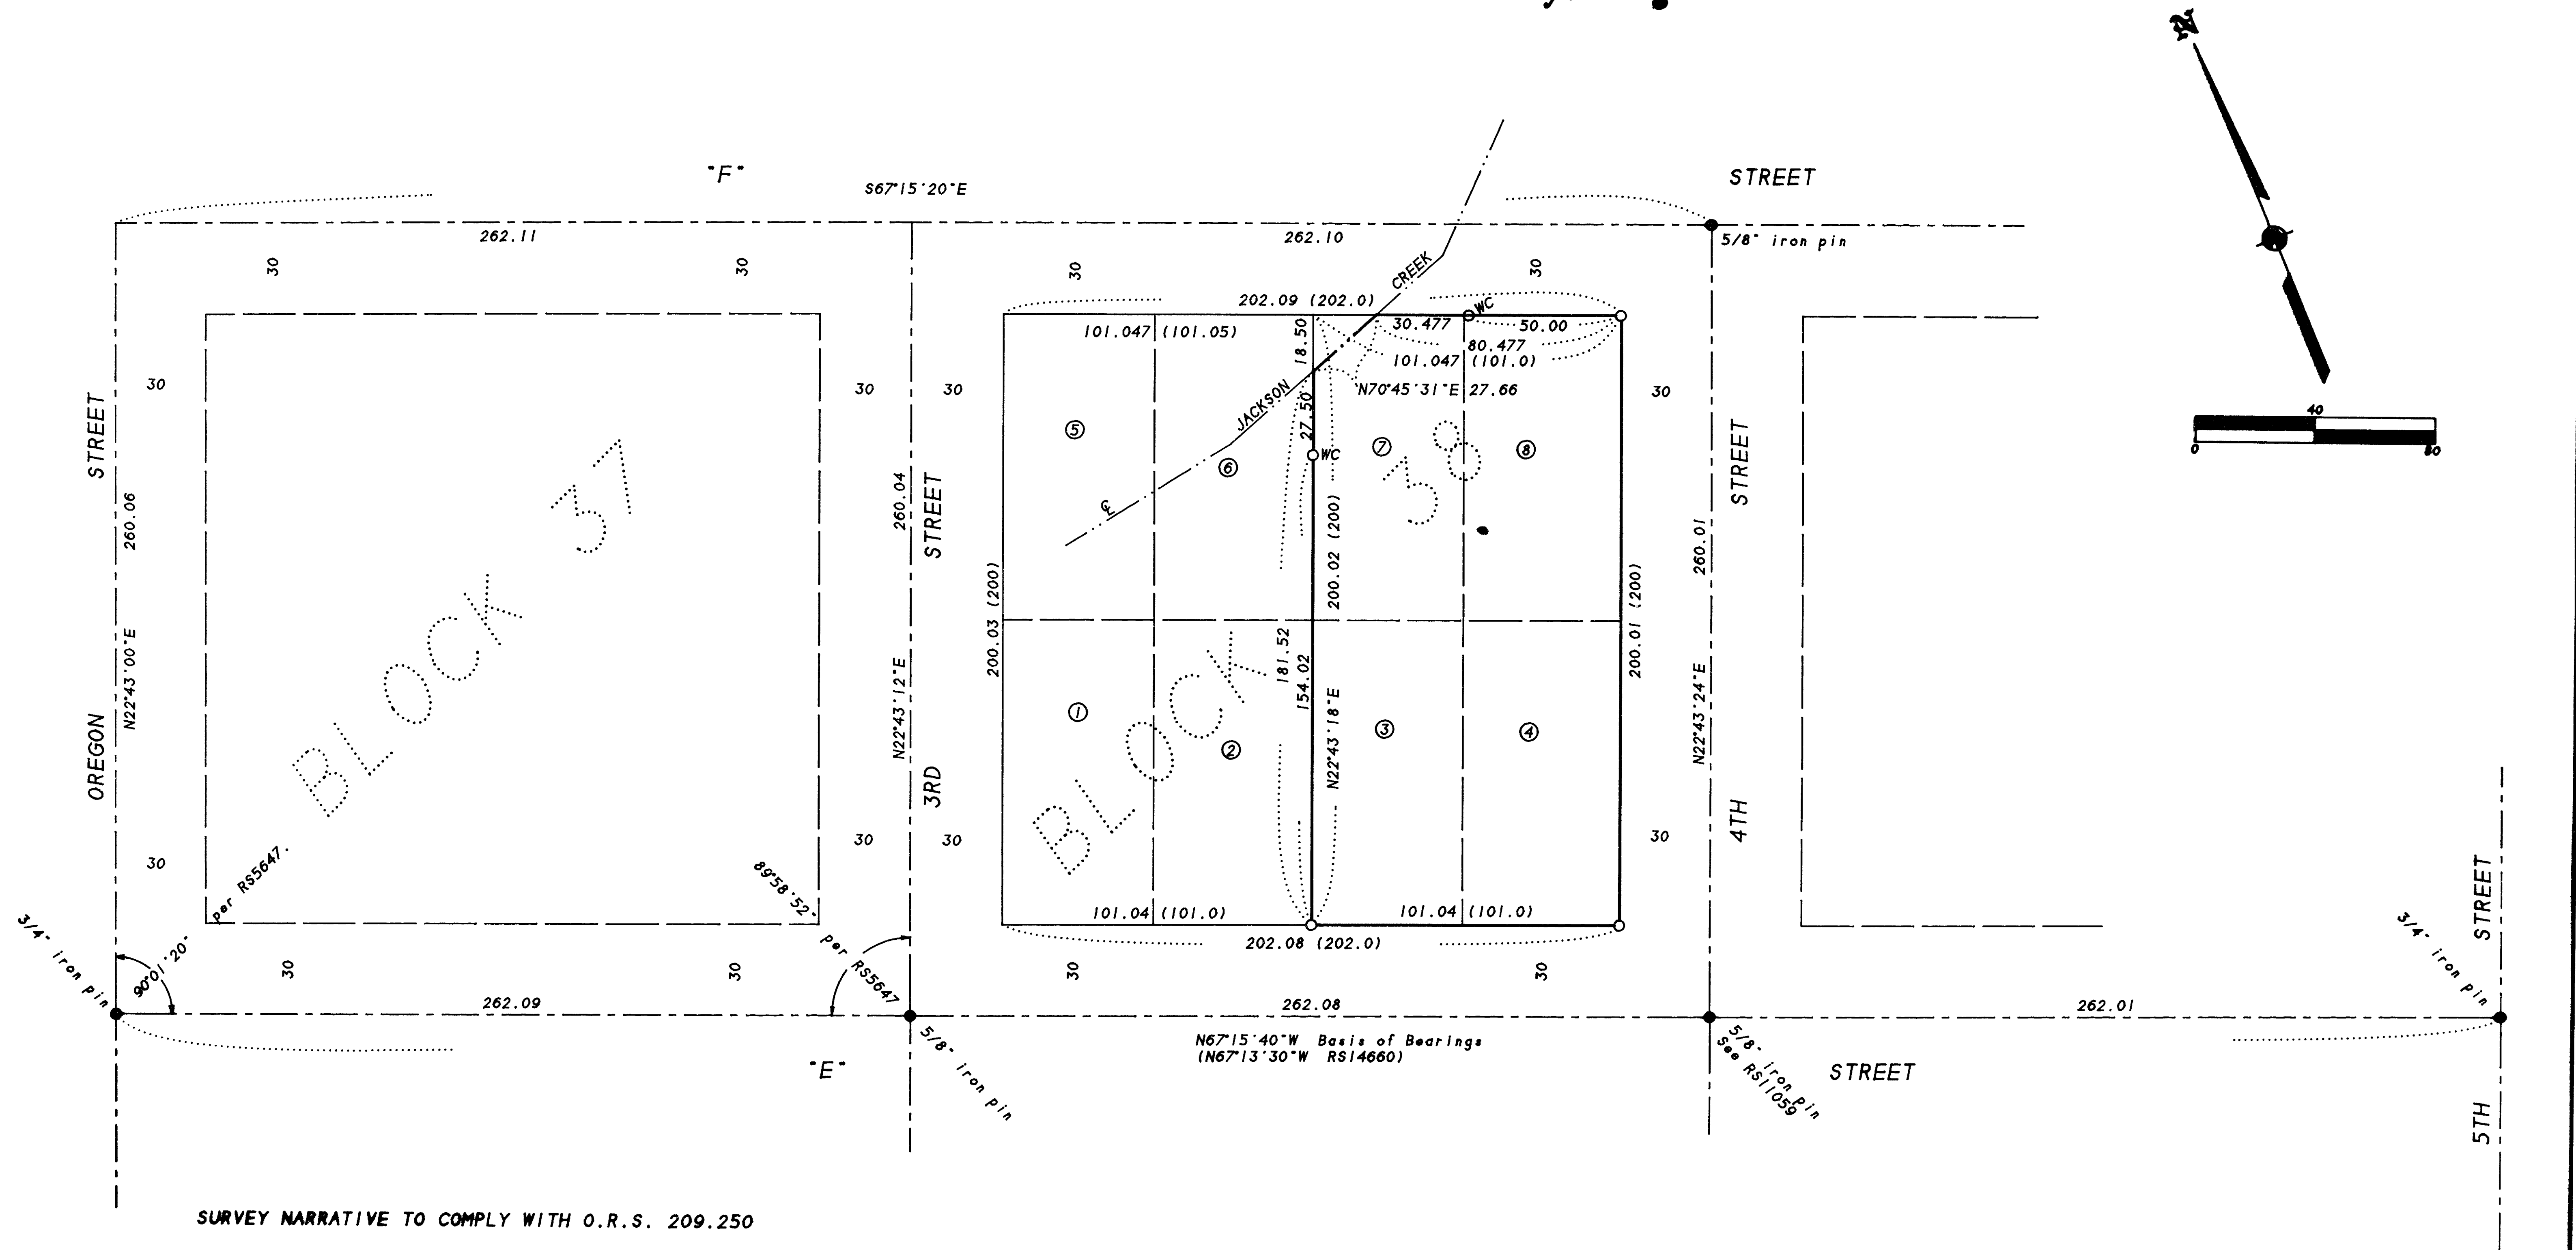 N
"F"
STREET
S67°15'20"E
262.11
262.10
5/8" iron pin
30
30
30
30
CREEK
WC
202.09 (202.0)
30.477
50.00
101.047 (101.05)
18.50
80.477
101.047 (101.0)
30
30
30
JACKSON
N70°45'31"E 27.66
30
40
0
80
STREET
27.50
5
7
8
WC
6
38
STREET
BLOCK 37
260.06
260.04
STREET
℄
200.02 (200)
260.01
200.03 (200)
200.01 (200)
N22°43'00"E
N22°43'12"E
181.52
154.02
N22°43'18"E
N22°43'24"E
OREGON
1
2
3
4
3RD
BLOCK
4TH
30
30
30
30
per RS5647.
89°58'52"
per RS5647
STREET
101.04 (101.0)
101.04 (101.0)
202.08 (202.0)
3/4" iron pin
90°01'20"
30
30
30
30
3/4" iron pin
262.09
262.08
262.01
N67°15'40"W Basis of Bearings
(N67°13'30"W RS14660)
"E"
5/8" iron pin
5/8" iron pin
See RS11059
STREET
5TH
SURVEY NARRATIVE TO COMPLY WITH O.R.S. 209.250